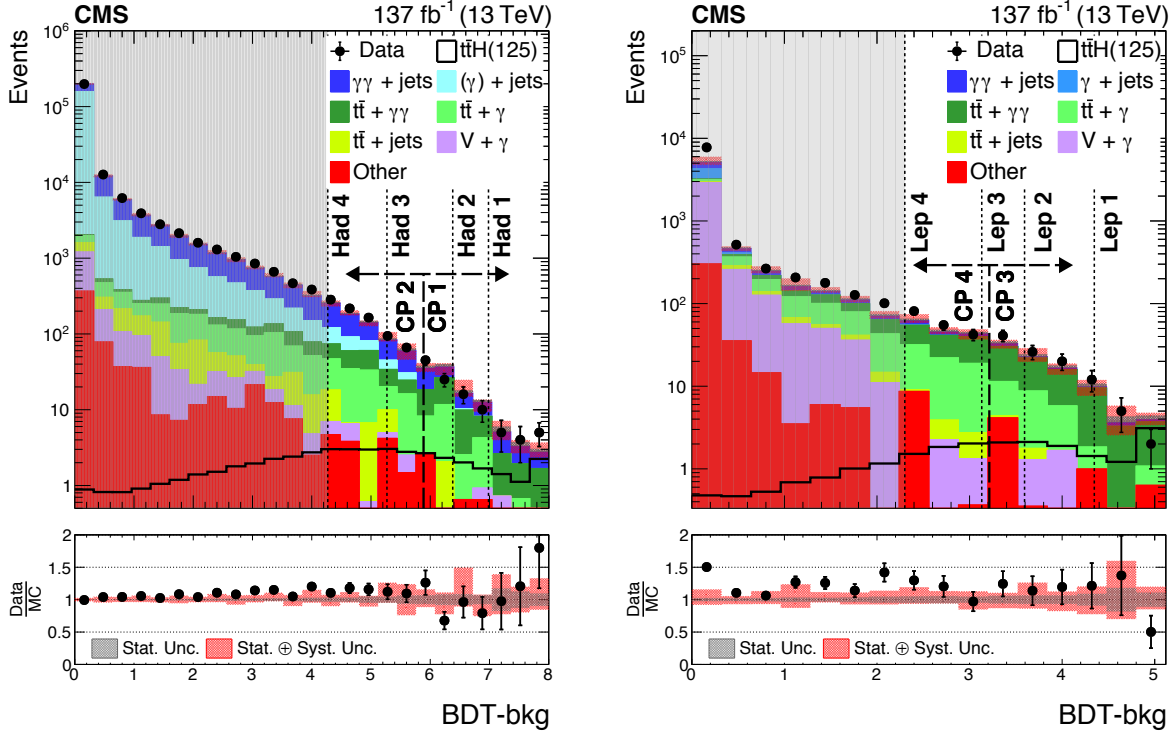 CMS 137 fb⁻¹ (13 TeV)
Events
10⁶
10⁵
10⁴
10³
10²
10
1
Data tt̄H(125)
γγ + jets (γ) + jets
tt̄ + γγ tt̄ + γ
tt̄ + jets V + γ
Other
Had 4
Had 3
Had 2
Had 1
CP 2
CP 1
Data
MC
2
1.5
1
0.5
0
Stat. Unc. Stat. ⊕ Syst. Unc.
0 1 2 3 4 5 6 7 8
BDT-bkg
CMS 137 fb⁻¹ (13 TeV)
Events
10⁵
10⁴
10³
10²
10
1
Data tt̄H(125)
γγ + jets γ + jets
tt̄ + γγ tt̄ + γ
tt̄ + jets V + γ
Other
Lep 4
Lep 3
Lep 2
Lep 1
CP 4
CP 3
Data
MC
2
1.5
1
0.5
0
Stat. Unc. Stat. ⊕ Syst. Unc.
0 1 2 3 4 5
BDT-bkg